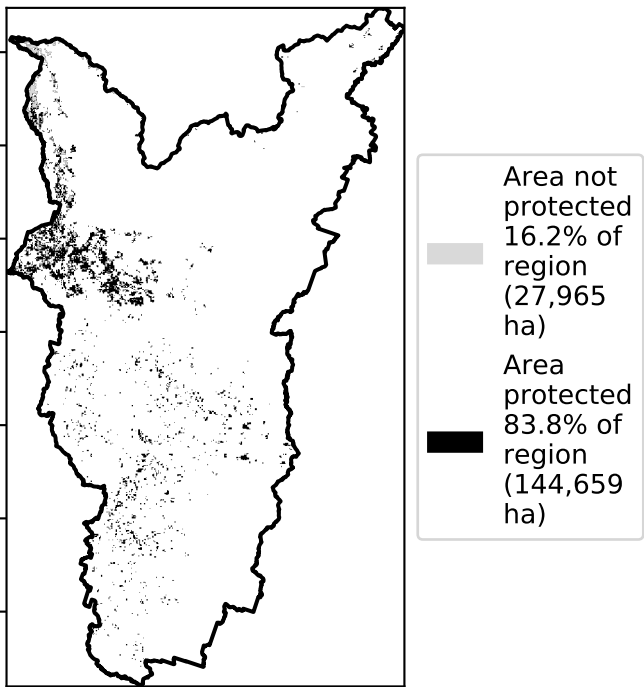 Area not
protected
16.2% of
region
(27,965
ha)
Area
protected
83.8% of
region
(144,659
ha)